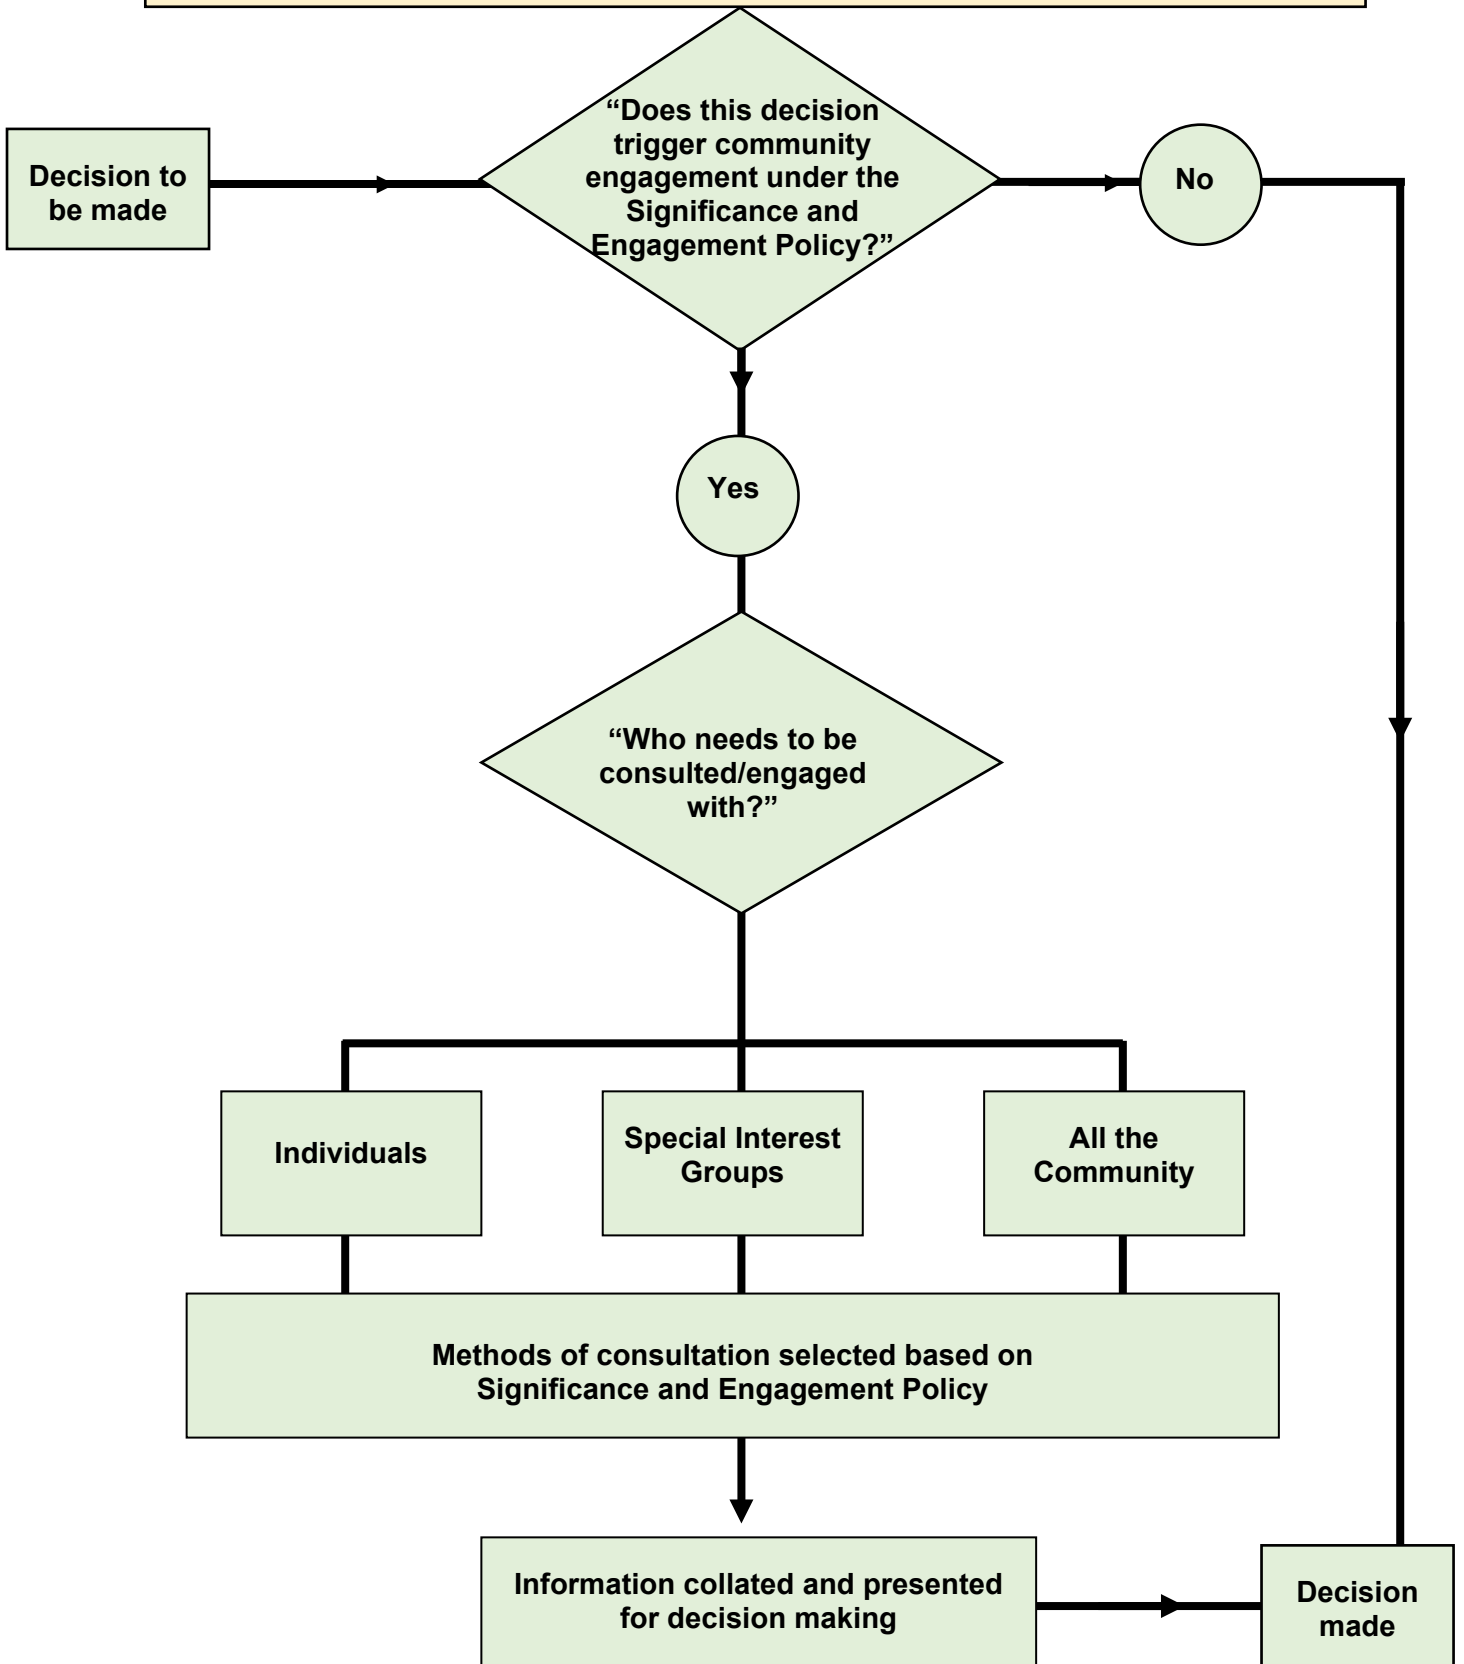 “Does this decision
trigger community
engagement under the
Significance and
Engagement Policy?”
Decision to
be made
No
Yes
“Who needs to be
consulted/engaged
with?”
Individuals
Special Interest
Groups
All the
Community
Methods of consultation selected based on
Significance and Engagement Policy
Information collated and presented
for decision making
Decision
made